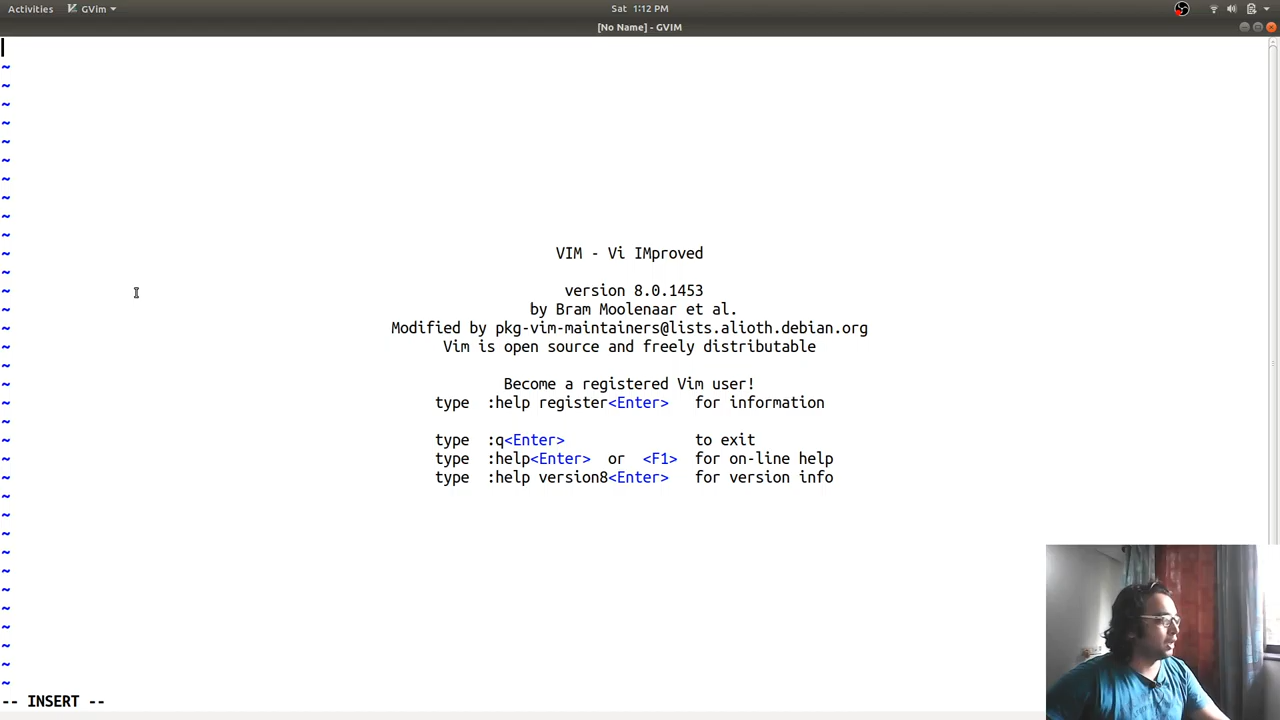 Activities GVim Sat 1:12 PM
[No Name] - GVIM
~
~
~
~
~
~
~
~
~
~
~ VIM - Vi IMproved
~
~ version 8.0.1453
~ by Bram Moolenaar et al.
~ Modified by pkg-vim-maintainers@lists.alioth.debian.org
~ Vim is open source and freely distributable
~
~ Become a registered Vim user!
~ type :help register<Enter> for information
~
~ type :q<Enter> to exit
~ type :help<Enter> or <F1> for on-line help
~ type :help version8<Enter> for version info
~
~
~
~
~
~
~
~
~
~
~
-- INSERT --